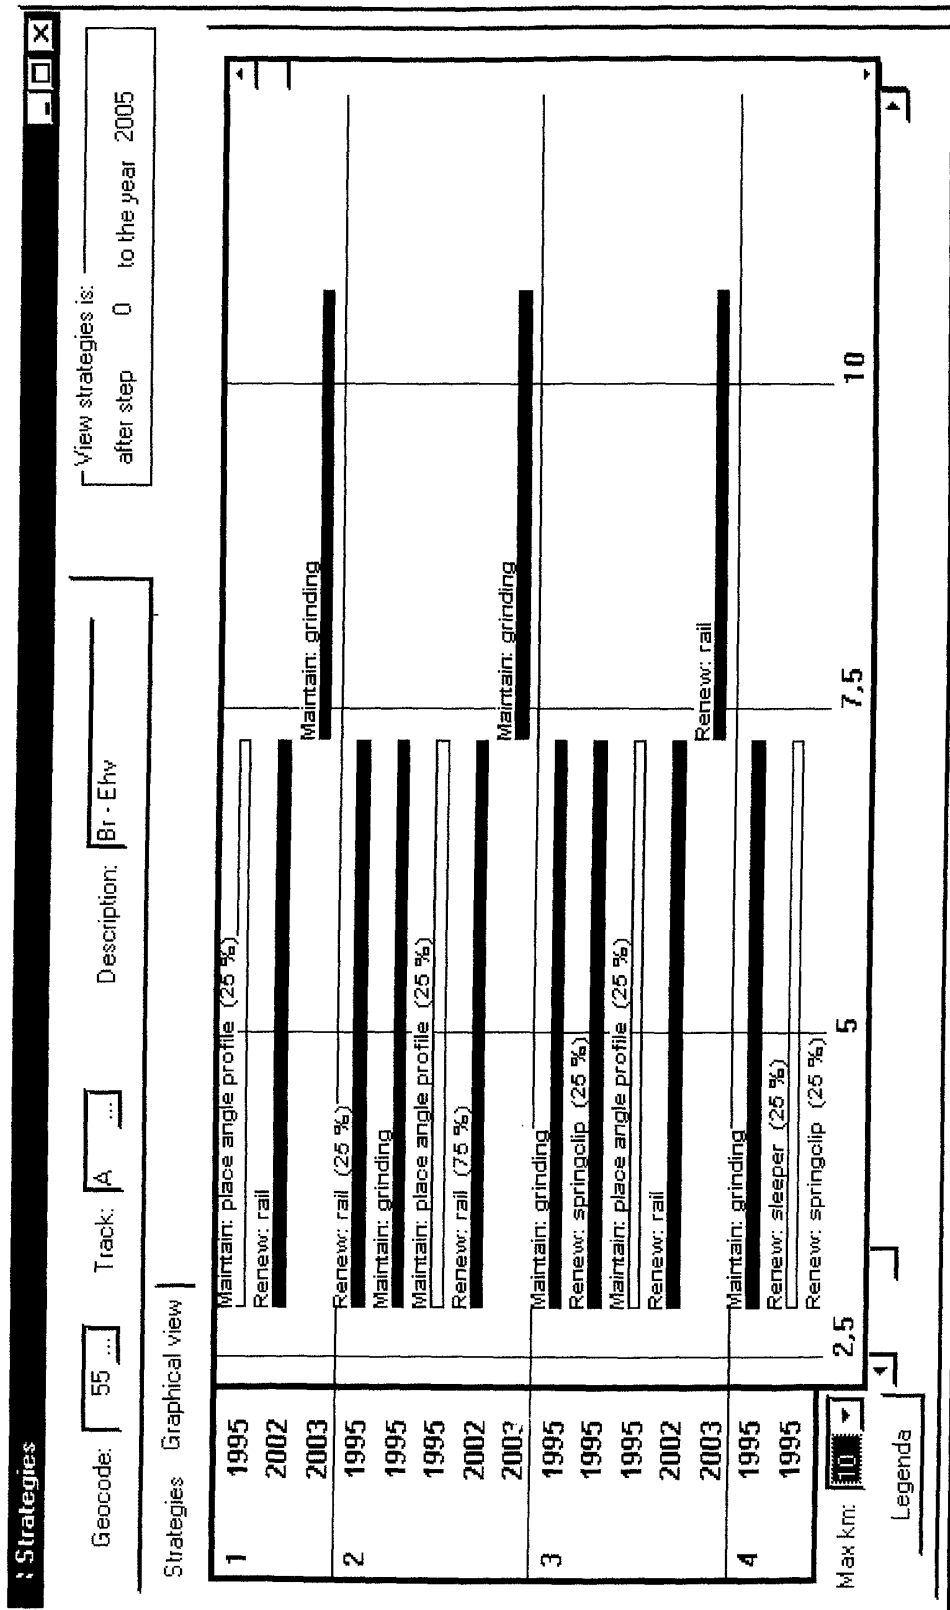 Strategies
Geocode: 55 ... Track: A ... Description: Br - Ehv
View strategies is:
after step 0 to the year 2005
Strategies Graphical view
1 1995 Maintain: place angle profile (25 %)
2002 Renew: rail
2003 Maintain: grinding
2 1995 Renew: rail (25 %)
1995 Maintain: grinding
1995 Maintain: place angle profile (25 %)
2002 Renew: rail (75 %)
2003 Maintain: grinding
3 1995 Maintain: grinding
1995 Renew: springclip (25 %)
1995 Maintain: place angle profile (25 %)
2002 Renew: rail
2003 Renew: rail
4 1995 Maintain: grinding
1995 Renew: sleeper (25 %)
Renew: springclip (25 %)
Max km: 10 2,5 5 7,5 10
Legenda